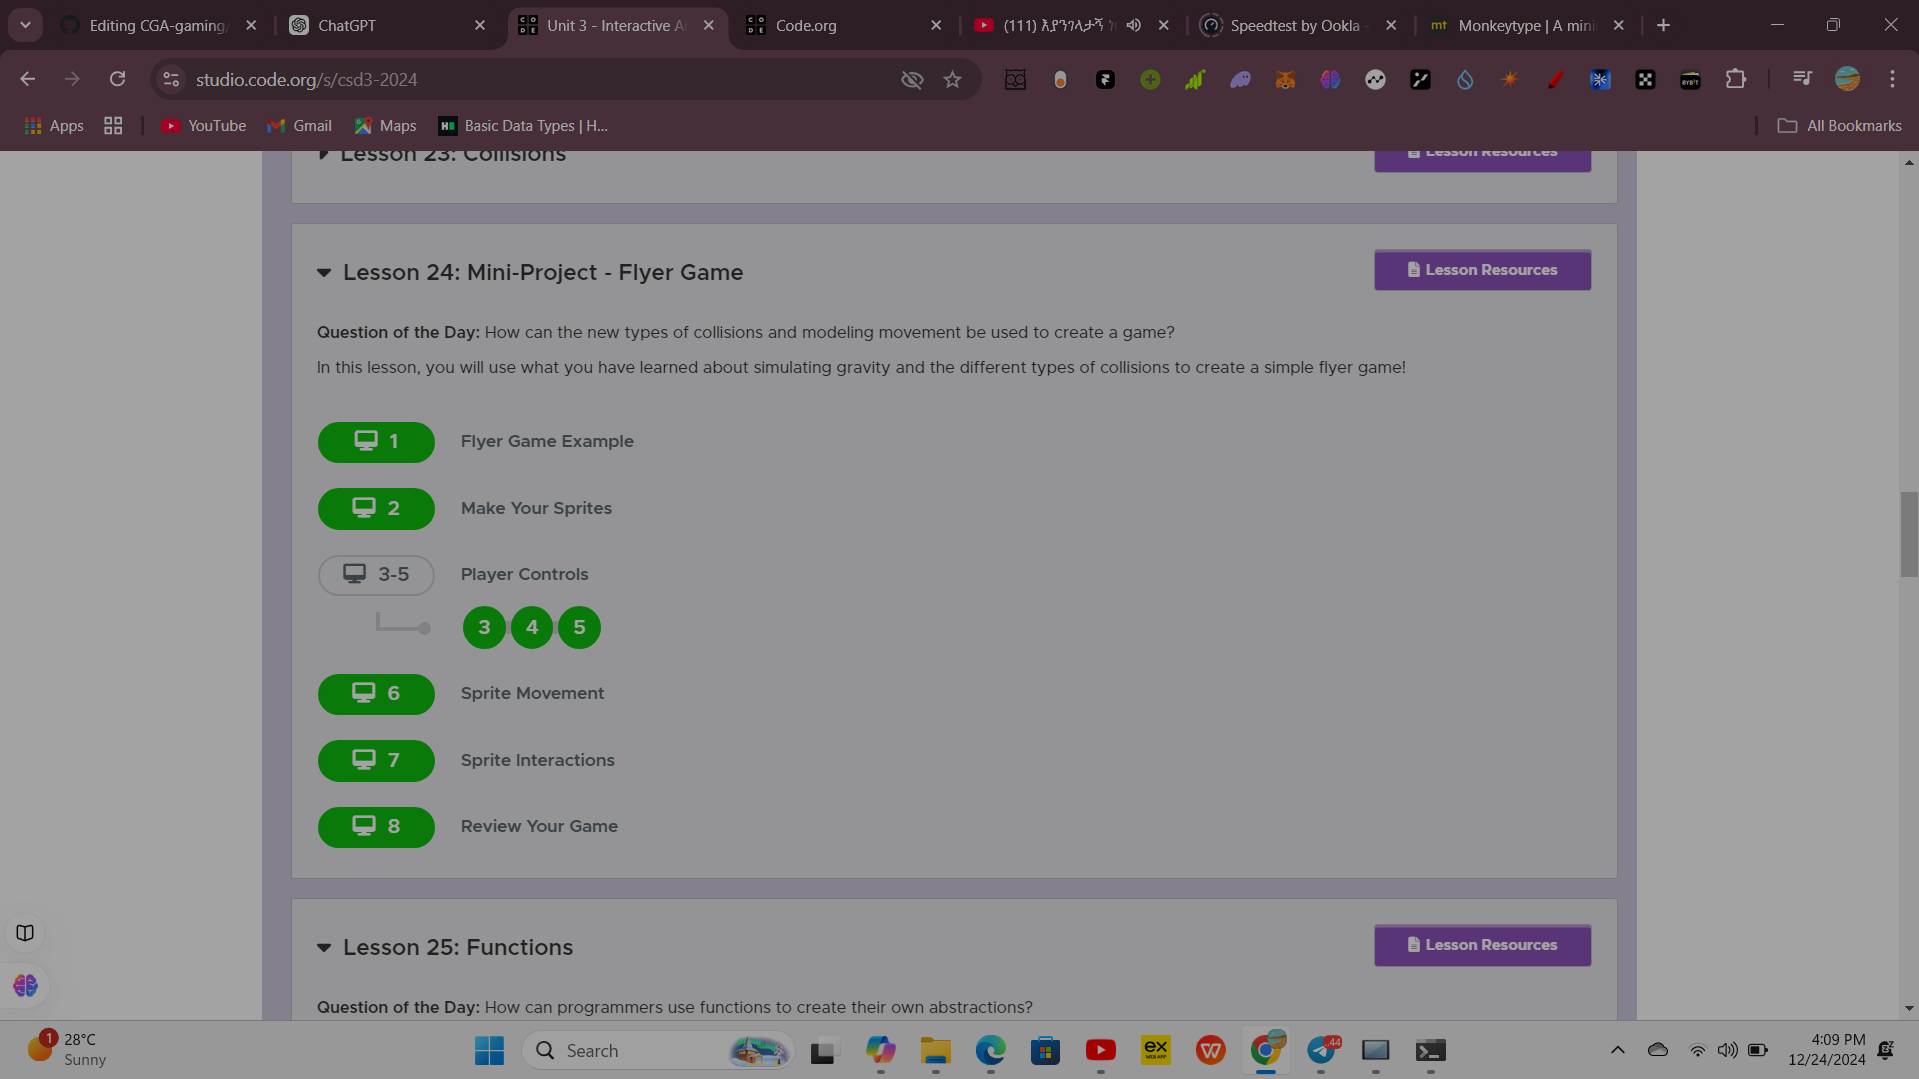 Editing CGA-gaming/
ChatGPT
Unit 3 - Interactive A
Code.org
(111) እያንገላታኝ
Speedtest by Ookla -
mt Monkeytype | A mini
studio.code.org/s/csd3-2024
Apps
YouTube
Gmail
Maps
Basic Data Types | H...
All Bookmarks
Lesson 23: Collisions
Lesson Resources
Lesson 24: Mini-Project - Flyer Game
Lesson Resources
Question of the Day: How can the new types of collisions and modeling movement be used to create a game?
In this lesson, you will use what you have learned about simulating gravity and the different types of collisions to create a simple flyer game!
1 Flyer Game Example
2 Make Your Sprites
3-5 Player Controls
3 4 5
6 Sprite Movement
7 Sprite Interactions
8 Review Your Game
Lesson 25: Functions
Lesson Resources
Question of the Day: How can programmers use functions to create their own abstractions?
1
28°C
Sunny
Search
ex
WEB APP
44
4:09 PM
12/24/2024